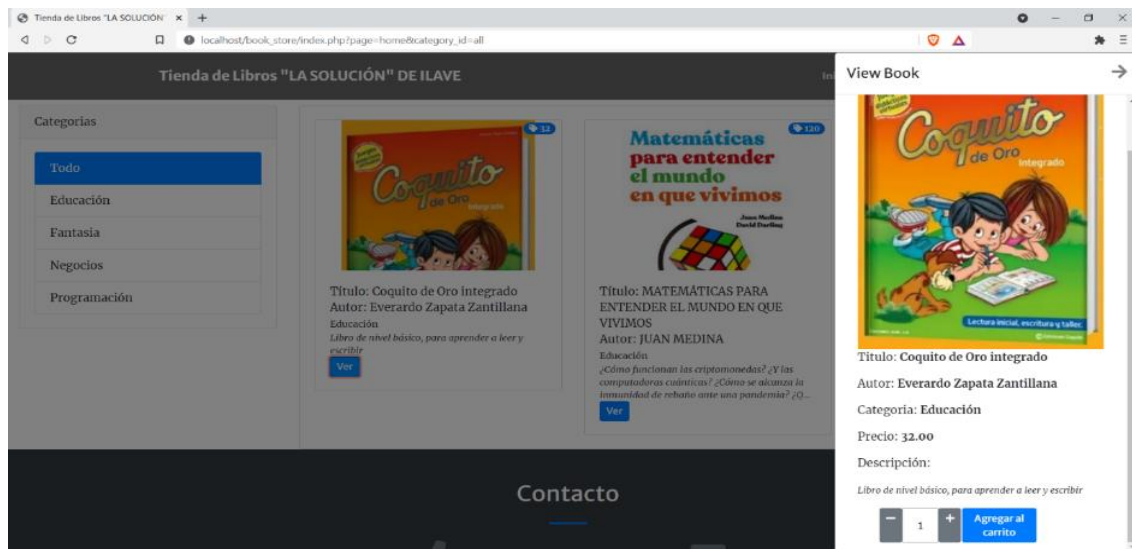 Tienda de Libros "LA SOLUCIÓN"
localhost/book_store/index.php?page=home&category_id=all
Tienda de Libros "LA SOLUCIÓN" DE ILAVE
View Book
Categorias
Todo
Educación
Fantasia
Negocios
Programación
32
Coquito
de Oro
Integrado
Título: Coquito de Oro integrado
Autor: Everardo Zapata Zantillana
Educación
Libro de nivel básico, para aprender a leer y
escribir
Ver
120
Matemáticas
para entender
el mundo
en que vivimos
Juan Medina
David Darling
Título: MATEMÁTICAS PARA
ENTENDER EL MUNDO EN QUE
VIVIMOS
Autor: JUAN MEDINA
Educación
¿Cómo funcionan las criptomonedas? ¿Y las
computadoras cuánticas? ¿Cómo se alcanza la
inmunidad de rebaño ante una pandemia? ¿Q...
Ver
Contacto
Coquito
de Oro
Integrado
Lectura inicial, escritura y taller.
Título: Coquito de Oro integrado
Autor: Everardo Zapata Zantillana
Categoria: Educación
Precio: 32.00
Descripción:
Libro de nivel básico, para aprender a leer y escribir
− 1 + Agregar al
carrito